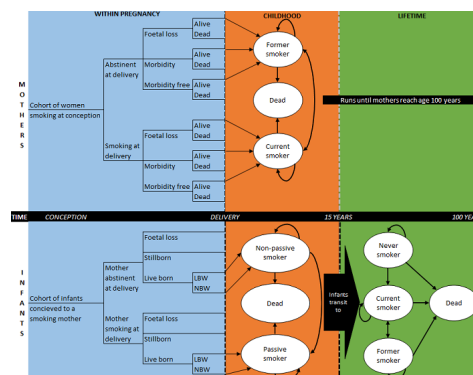 WITHIN PREGNANCY
CHILDHOOD
LIFETIME
MOTHERS
Cohort of women
smoking at conception
Abstinent
at delivery
Foetal loss
Alive
Dead
Morbidity
Alive
Dead
Morbidity free
Alive
Dead
Smoking at
delivery
Foetal loss
Alive
Dead
Morbidity
Alive
Dead
Morbidity free
Alive
Dead
Former
smoker
Dead
Current
smoker
Runs until mothers reach age 100 years
TIME
CONCEPTION
DELIVERY
15 YEARS
100 YEA
INFANTS
Cohort of infants
concieved to a
smoking mother
Mother
abstinent
at delivery
Foetal loss
Stillborn
Live born
LBW
NBW
Mother
smoking at
delivery
Foetal loss
Stillborn
Live born
LBW
NBW
Non-passive
smoker
Dead
Passive
smoker
Infants
transit
to
Never
smoker
Current
smoker
Former
smoker
Dead